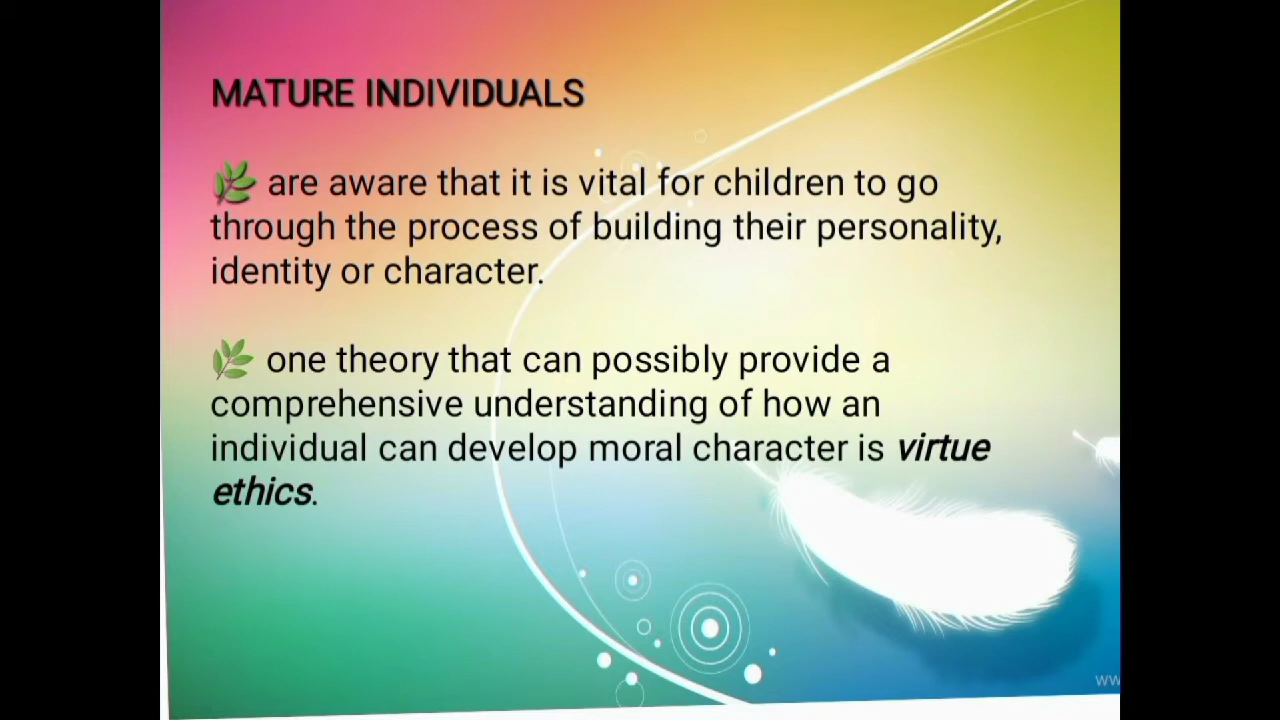 MATURE INDIVIDUALS
🌿 are aware that it is vital for children to go
through the process of building their personality,
identity or character.
🌿 one theory that can possibly provide a
comprehensive understanding of how an
individual can develop moral character is virtue
ethics.